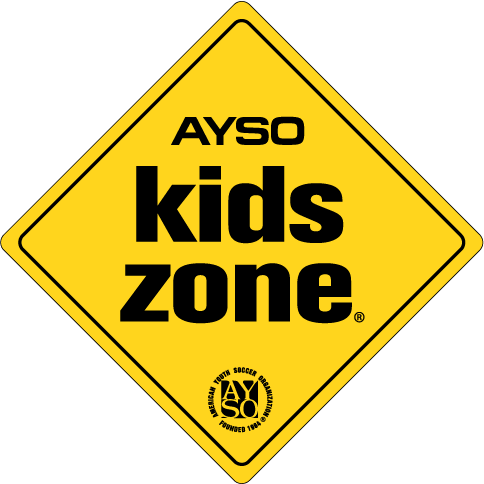 AYSO
kids
zone®
AMERICAN YOUTH SOCCER ORGANIZATION ®
AYSO
FOUNDED 1964